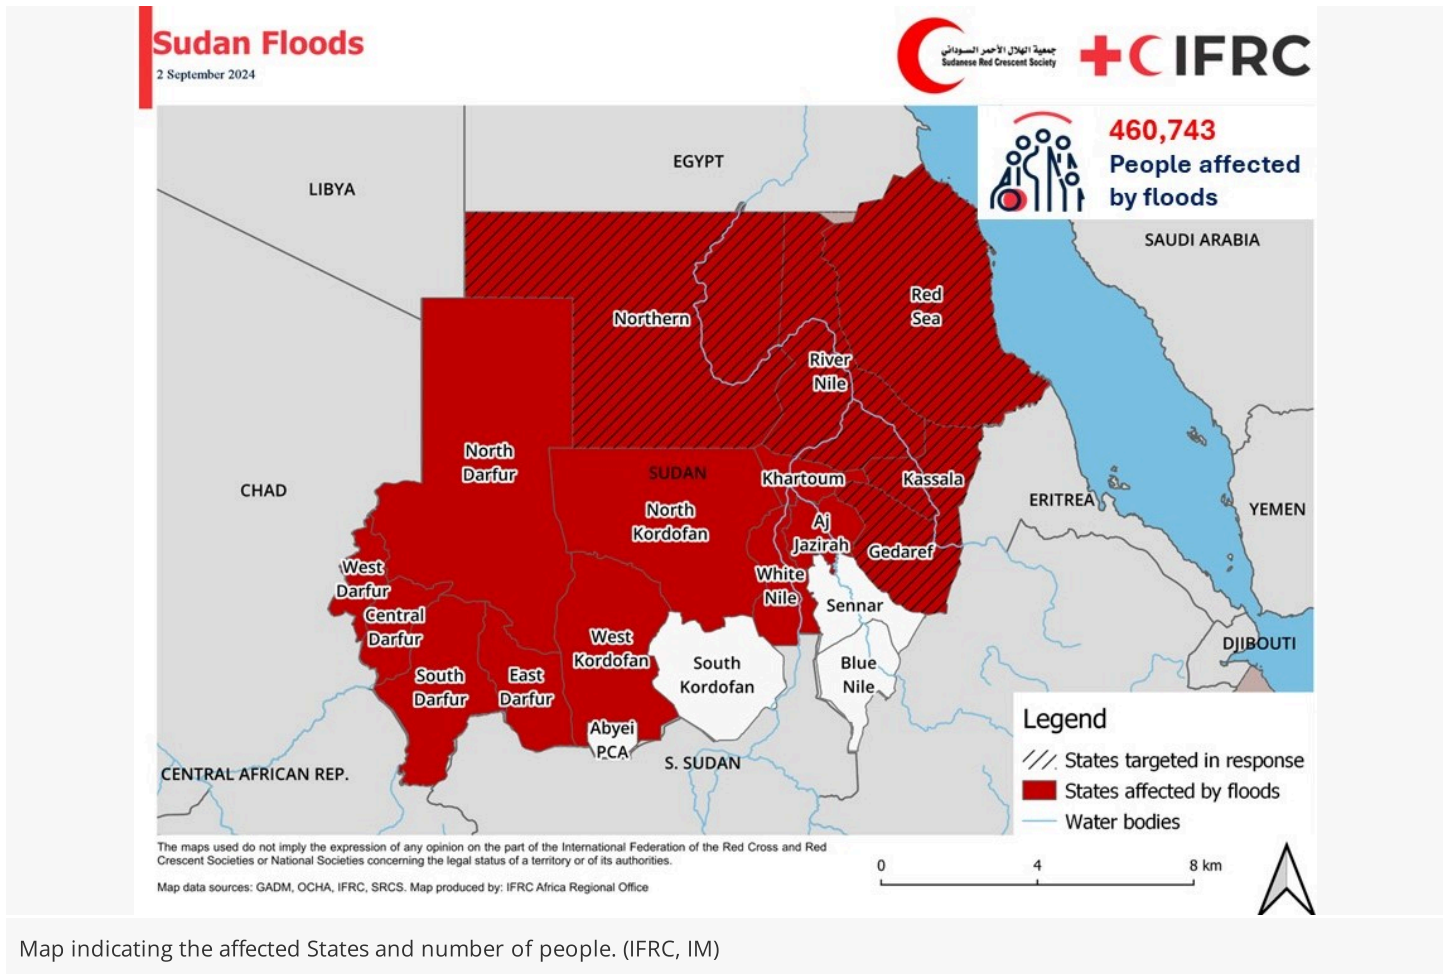 Sudan Floods
2 September 2024
جمعية الهلال الأحمر السوداني
Sudanese Red Crescent Society
IFRC
460,743
People affected
by floods
EGYPT
LIBYA
SAUDI ARABIA
Red
Sea
Northern
River
Nile
North
Darfur
SUDAN
Khartoum
Kassala
CHAD
ERITREA
YEMEN
North
Kordofan
Aj
Jazirah
Gedaref
West
Darfur
White
Nile
Sennar
Central
Darfur
DJIBOUTI
West
Kordofan
South
Kordofan
Blue
Nile
South
Darfur
East
Darfur
Abyei
PCA
S. SUDAN
CENTRAL AFRICAN REP.
Legend
States targeted in response
States affected by floods
Water bodies
The maps used do not imply the expression of any opinion on the part of the International Federation of the Red Cross and Red
Crescent Societies or National Societies concerning the legal status of a territory or of its authorities.
Map data sources: GADM, OCHA, IFRC, SRCS. Map produced by: IFRC Africa Regional Office
0 4 8 km
Map indicating the affected States and number of people. (IFRC, IM)